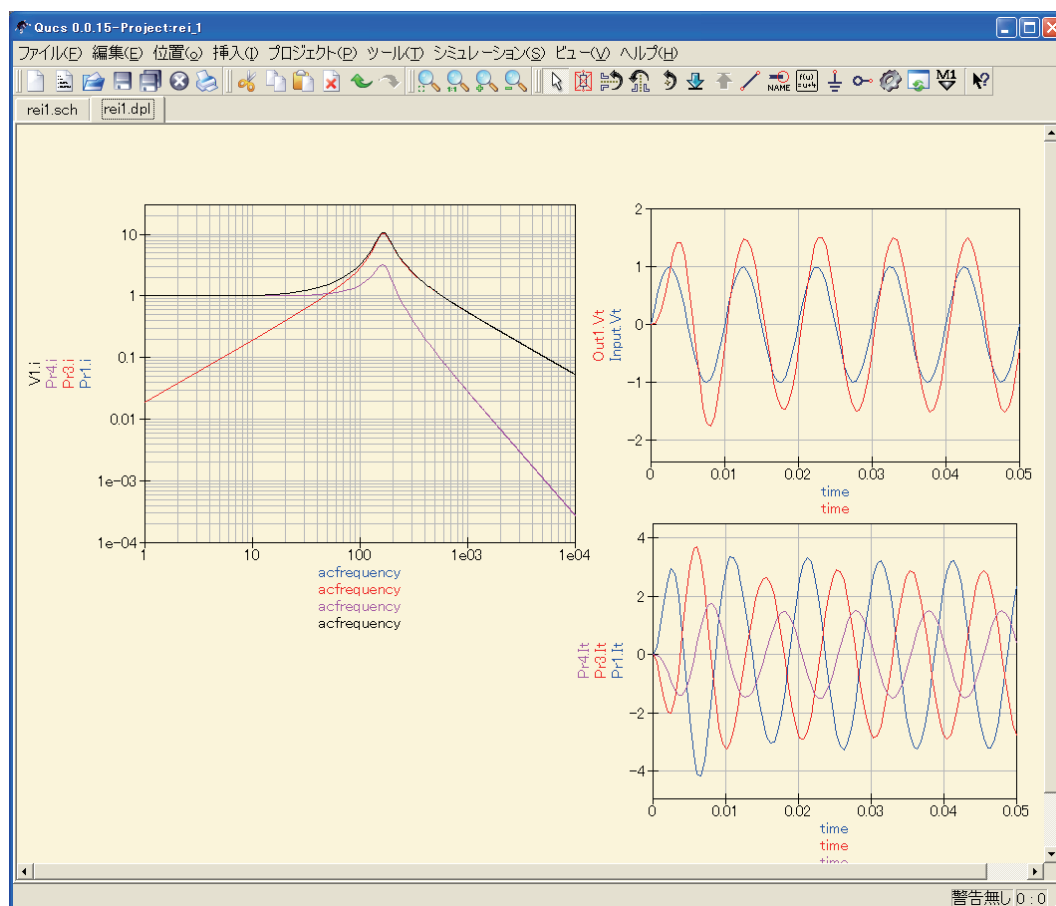 Qucs 0.0.15-Project:rei_1
ファイル(F) 編集(E) 位置(o) 挿入(I) プロジェクト(P) ツール(T) シミュレーション(S) ビュー(V) ヘルプ(H)
1:1 NAME f(u) =u+4 NAME M1
rei1.sch rei1.dpl
10
1
0.1
0.01
1e-03
1e-04
V1.i
Pr4.i
Pr3.i
Pr1.i
1 10 100 1e03 1e04
acfrequency
acfrequency
acfrequency
acfrequency
2
1
0
-1
-2
Out1.Vt
Input.Vt
0 0.01 0.02 0.03 0.04 0.05
time
time
4
2
0
-2
-4
Pr4.It
Pr3.It
Pr1.It
0 0.01 0.02 0.03 0.04 0.05
time
time
time
警告無し 0 : 0